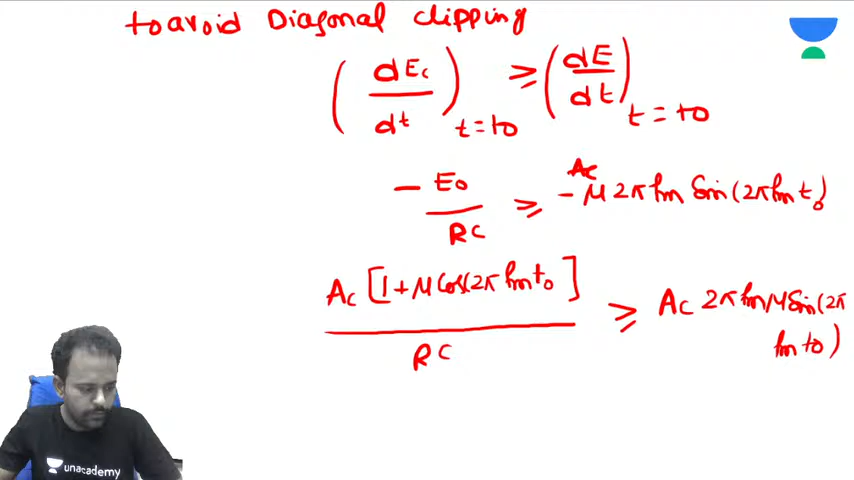 to avoid Diagonal clipping
(dEc/dt)t=to ≥ (dE/dt)t=to
- Eo/RC ≥ - Ac μ 2π fm Sin (2π fm to)
Ac [1 + μ Cos(2π fm to]/RC ≥ Ac 2π fm μ Sin (2π fm to)
unacademy